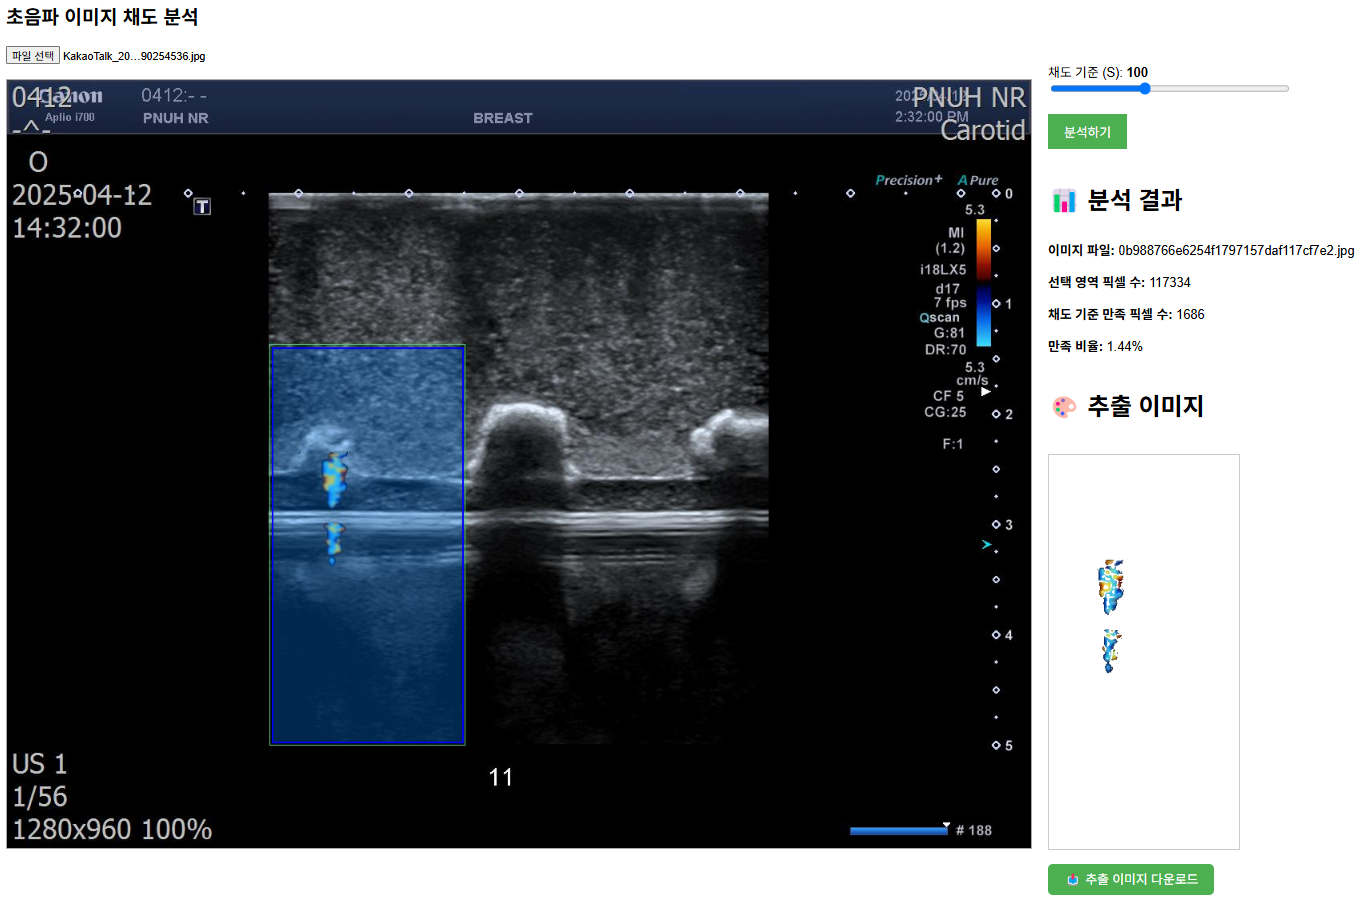 초음파 이미지 채도 분석
파일 선택 KakaoTalk_20...90254536.jpg
0412
Canon
0412:- -
PNUH NR
-^-
Aplio i700
PNUH NR
BREAST
2:32:00 PM
Carotid
O
2025-04-12
14:32:00
T
Precision+ APure
5.3
MI
(1.2)
i18LX5
d17
7 fps
Qscan
G:81
DR:70
5.3
cm/s
CF 5
CG:25
F:1
0
1
2
3
4
5
US 1
1/56
1280x960 100%
11
# 188
채도 기준 (S): 100
분석하기
📊 분석 결과
이미지 파일: 0b988766e6254f1797157daf117cf7e2.jpg
선택 영역 픽셀 수: 117334
채도 기준 만족 픽셀 수: 1686
만족 비율: 1.44%
🎨 추출 이미지
추출 이미지 다운로드